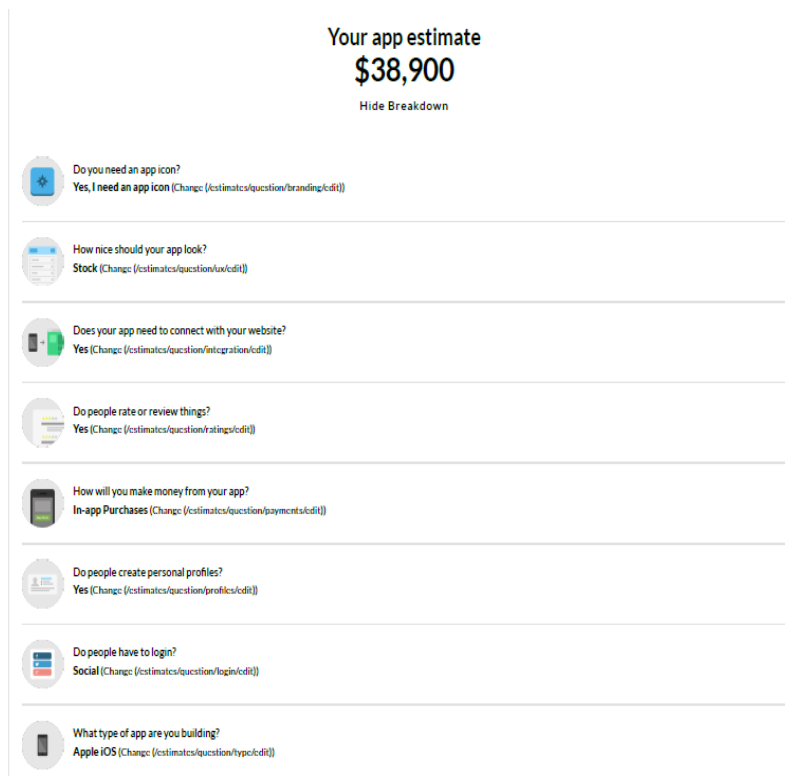 Your app estimate
$38,900
Hide Breakdown
Do you need an app icon?
Yes, I need an app icon (Change (/estimates/question/branding/edit))
How nice should your app look?
Stock (Change (/estimates/question/ux/edit))
Does your app need to connect with your website?
Yes (Change (/estimates/question/integration/edit))
Do people rate or review things?
Yes (Change (/estimates/question/ratings/edit))
How will you make money from your app?
In-app Purchases (Change (/estimates/question/payments/edit))
Do people create personal profiles?
Yes (Change (/estimates/question/profiles/edit))
Do people have to login?
Social (Change (/estimates/question/login/edit))
What type of app are you building?
Apple iOS (Change (/estimates/question/type/edit))